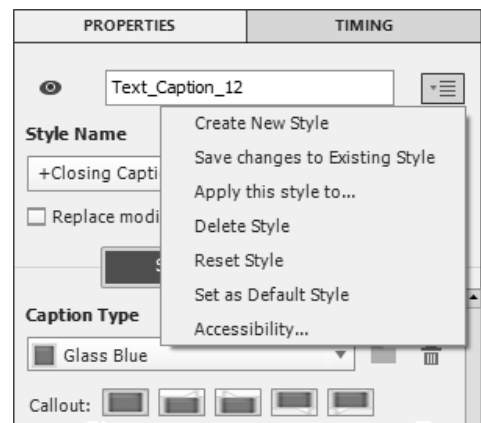 PROPERTIES TIMING
Text_Caption_12
Create New Style
Style Name
Save changes to Existing Style
+Closing Capti
Apply this style to...
Replace modi
Delete Style
Reset Style
Set as Default Style
Caption Type
Accessibility...
Glass Blue
Callout: